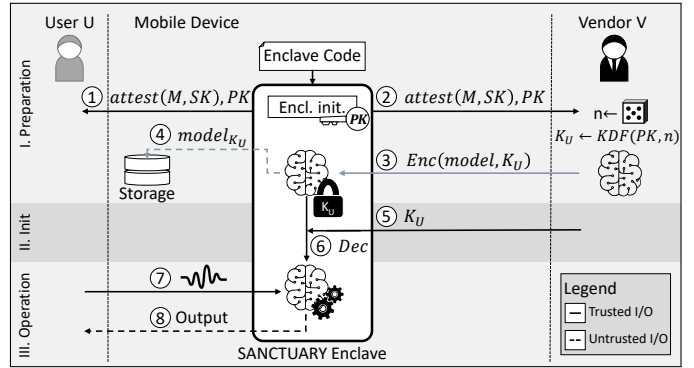 User U
Mobile Device
Vendor V
Enclave Code
I. Preparation
① attest(M, SK), PK
Encl. init.
PK
② attest(M, SK), PK
n←
K_U ← KDF(PK, n)
④ model_{K_U}
③ Enc(model, K_U)
Storage
K_U
II. Init
⑤ K_U
⑥ Dec
III. Operation
⑦
⑧ Output
Legend
Trusted I/O
Untrusted I/O
SANCTUARY Enclave